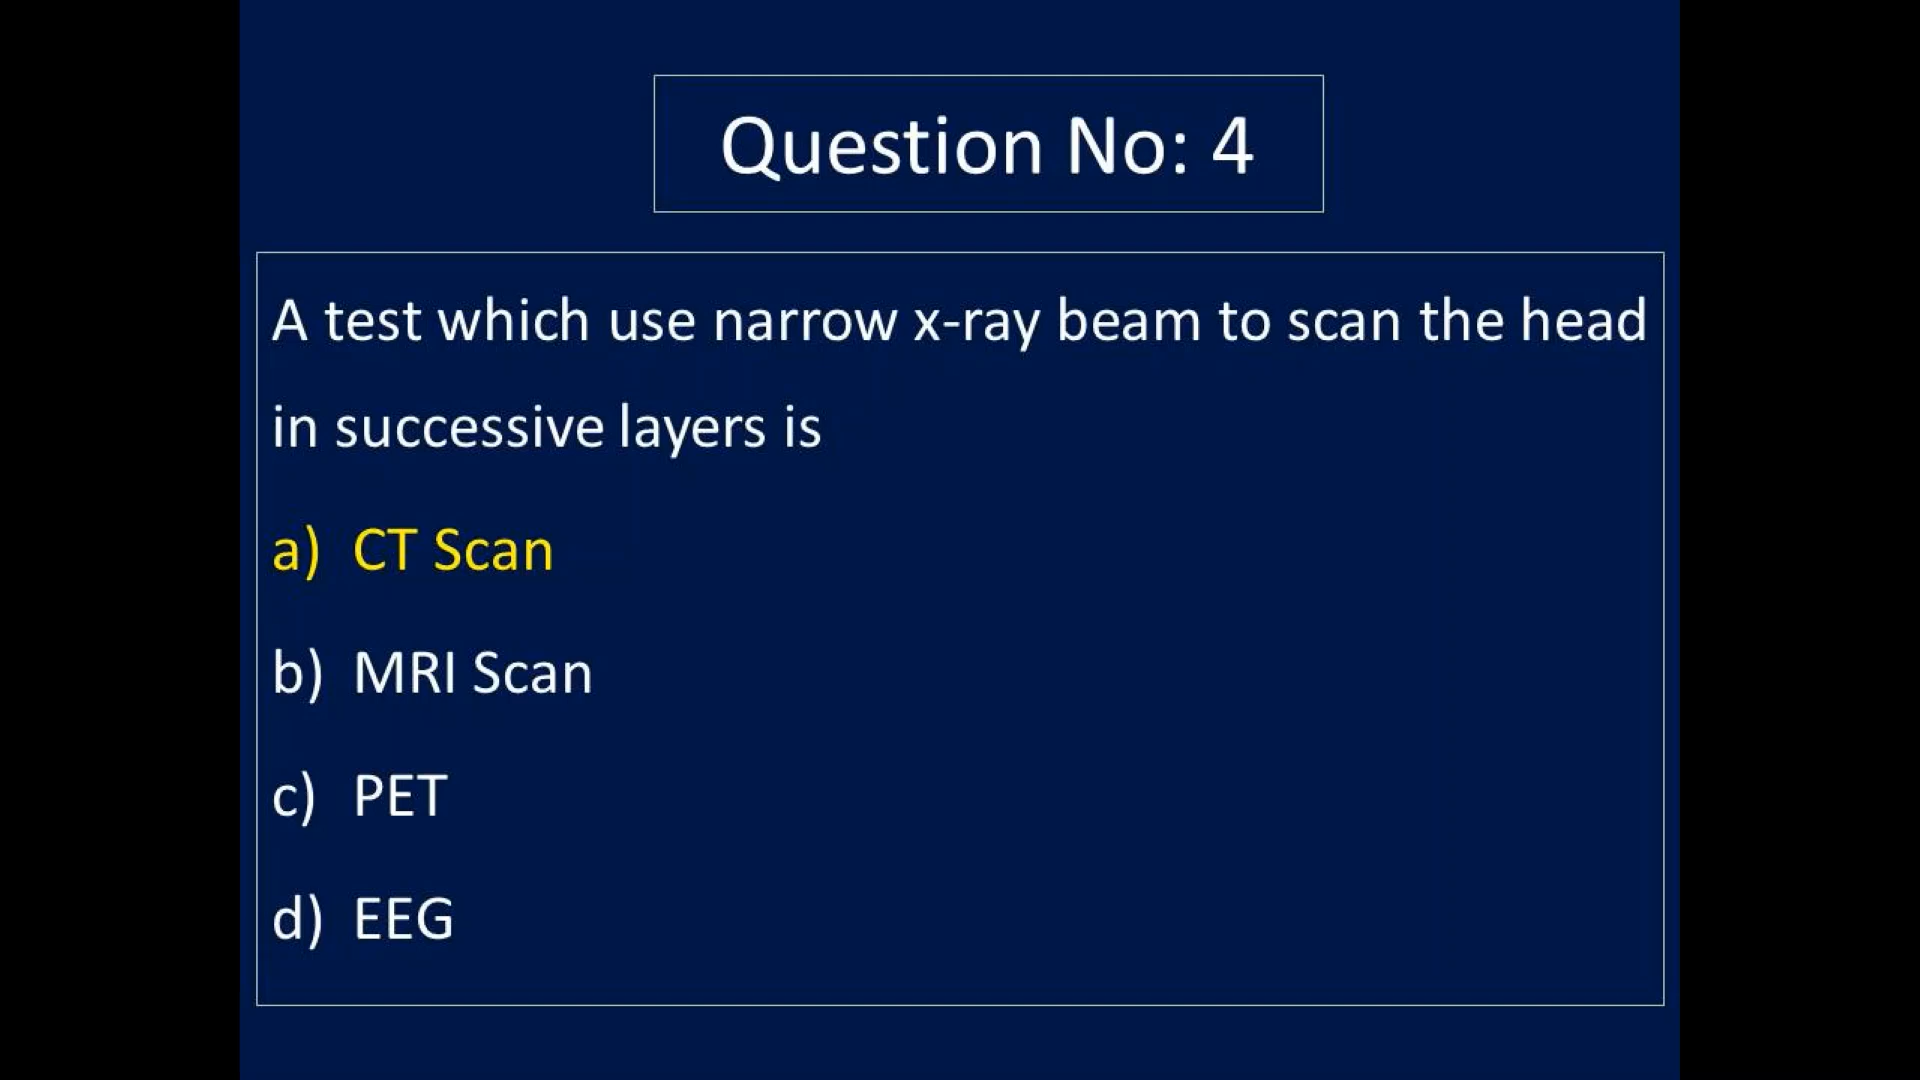 Question No: 4
A test which use narrow x-ray beam to scan the head
in successive layers is
a) CT Scan
b) MRI Scan
c) PET
d) EEG